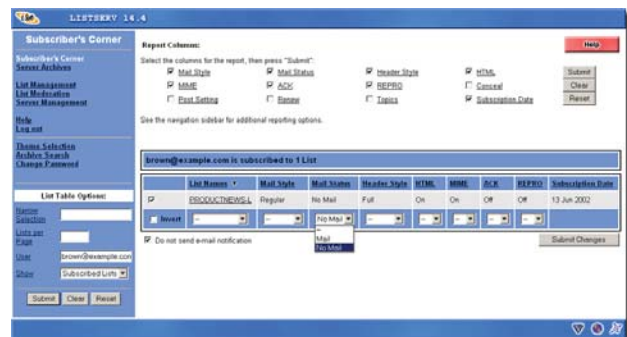 LISTSERV 14.4
Subscriber's Corner
Subscriber's Corner
Server Archives
List Management
List Moderation
Server Management
Help
Log out
Theme Selection
Archive Search
Change Password
List Table Options:
Narrow Selection
Lists per Page
User brown@example.com
Show Subscribed Lists
Submit Clear Reset
Report Columns:
Help
Select the columns for the report, then press "Submit":
Mail Style Mail Status Header Style HTML Submit
MIME ACK REPRO Conceal Clear
Post Setting Renew Topics Subscription Date Reset
See the navigation sidebar for additional reporting options.
brown@example.com is subscribed to 1 List
List Names Mail Style Mail Status Header Style HTML MIME ACK REPRO Subscription Date
PRODUCTNEWS-L Regular No Mail Full On On Off Off 13 Jun 2002
Invert -- No Mail -- -- -- -- --
--
Mail
No Mail
Do not send e-mail notification Submit Changes